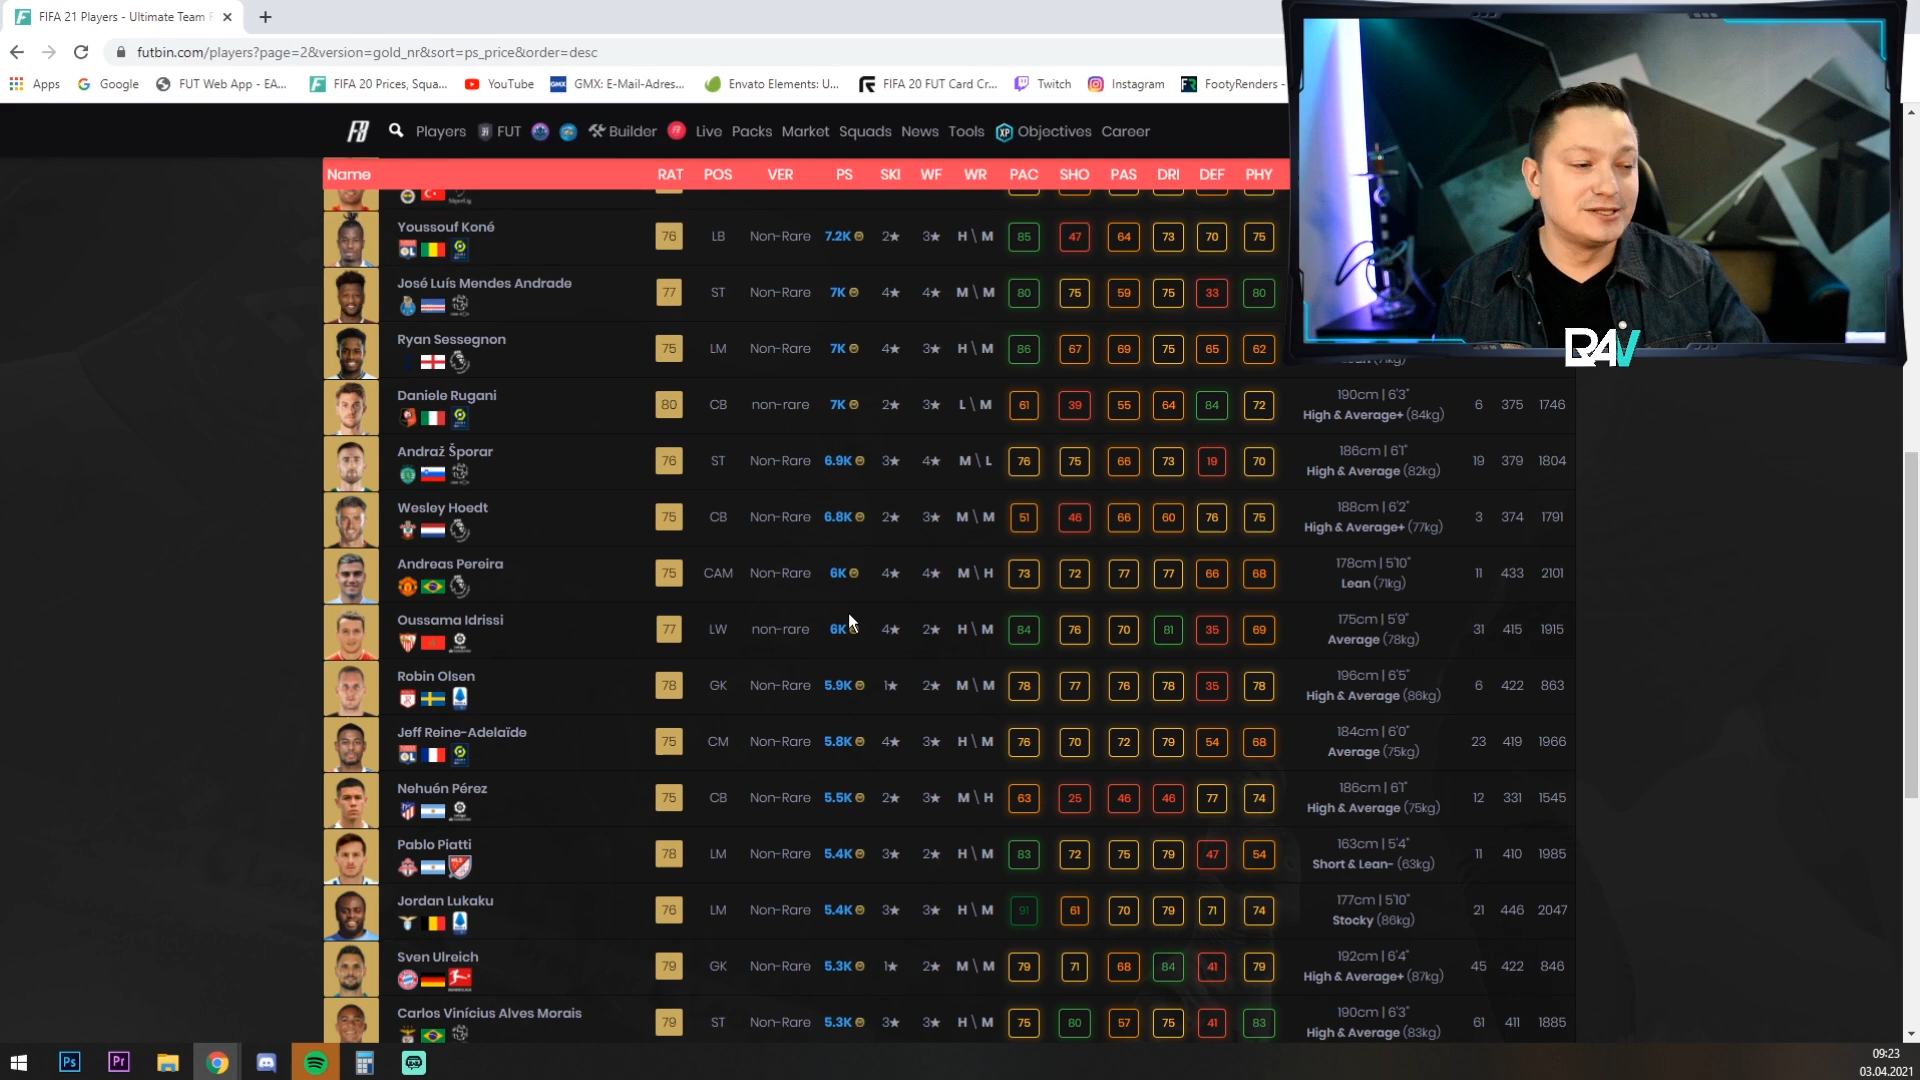 FIFA 21 Players - Ultimate Team
futbin.com/players?page=2&version=gold_nr&sort=ps_price&order=desc
Apps Google FUT Web App - EA... FIFA 20 Prices, Squa... YouTube GMX: E-Mail-Adres... Envato Elements: U... FIFA 20 FUT Card Cr... Twitch Instagram FootyRenders -
Players FUT Builder Live Packs Market Squads News Tools XP Objectives Career
Name RAT POS VER PS SKI WF WR PAC SHO PAS DRI DEF PHY
Youssouf Koné 76 LB Non-Rare 7.2K 2★ 3★ H \ M 85 47 64 73 70 75
José Luís Mendes Andrade 77 ST Non-Rare 7K 4★ 4★ M \ M 80 75 59 75 33 80
Ryan Sessegnon 75 LM Non-Rare 7K 4★ 3★ H \ M 86 67 69 75 65 62
Daniele Rugani 80 CB non-rare 7K 2★ 3★ L \ M 61 39 55 64 84 72 190cm | 6'3" 6 375 1746
High & Average+ (84kg)
Andraž Šporar 76 ST Non-Rare 6.9K 3★ 4★ M \ L 76 75 66 73 19 70 186cm | 6'1" 19 379 1804
High & Average (82kg)
Wesley Hoedt 75 CB Non-Rare 6.8K 2★ 3★ M \ M 51 46 66 60 76 75 188cm | 6'2" 3 374 1791
High & Average+ (77kg)
Andreas Pereira 75 CAM Non-Rare 6K 4★ 4★ M \ H 73 72 77 77 66 68 178cm | 5'10" 11 433 2101
Lean (71kg)
Oussama Idrissi 77 LW non-rare 6K 4★ 2★ H \ M 84 76 70 81 35 69 175cm | 5'9" 31 415 1915
Average (78kg)
Robin Olsen 78 GK Non-Rare 5.9K 1★ 2★ M \ M 78 77 76 78 35 78 196cm | 6'5" 6 422 863
High & Average (86kg)
Jeff Reine-Adelaïde 75 CM Non-Rare 5.8K 4★ 3★ H \ M 76 70 72 79 54 68 184cm | 6'0" 23 419 1966
Average (75kg)
Nehuén Pérez 75 CB Non-Rare 5.5K 2★ 3★ M \ H 63 25 46 46 77 74 186cm | 6'1" 12 331 1545
High & Average (75kg)
Pablo Piatti 78 LM Non-Rare 5.4K 3★ 2★ H \ M 83 72 75 79 47 54 163cm | 5'4" 11 410 1985
Short & Lean- (63kg)
Jordan Lukaku 76 LM Non-Rare 5.4K 3★ 3★ H \ M 91 61 70 79 71 74 177cm | 5'10" 21 446 2047
Stocky (86kg)
Sven Ulreich 79 GK Non-Rare 5.3K 1★ 2★ M \ M 79 71 68 84 41 79 192cm | 6'4" 45 422 846
High & Average+ (87kg)
Carlos Vinícius Alves Morais 79 ST Non-Rare 5.3K 3★ 3★ H \ M 75 80 57 75 41 83 190cm | 6'3" 61 411 1885
High & Average (83kg)
RAV
Ps Pr
09:23
03.04.2021